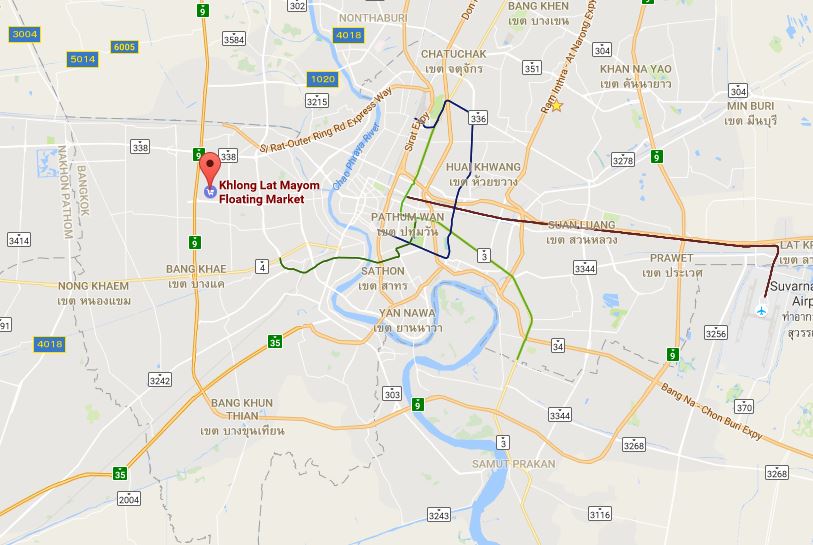 9
302
3004
6005
5014
3584
NONTHABURI
4018
1020
3215
S/ Rat-Outer Ring Rd Express Way
CHATUCHAK
เขต จตุจักร
BANG KHEN
เขต บางเขน
351
304
Ram Inthra - At Narong Expy
KHAN NA YAO
เขต คันนายาว
304
MIN BURI
เขต มีนบุรี
Sirat Expy
336
Chao Phraya River
338
9
338
3278
9
NAKHON PATHOM
BANGKOK
Khlong Lat Mayom
Floating Market
HUAI KHWANG
เขต ห้วยขวาง
PATHUM WAN
เขต ปทุมวัน
SUAN LUANG
เขต สวนหลวง
3414
9
LAT KR
เขต ลา
BANG KHAE
เขต บางแค
4
SATHON
เขต สาทร
3
3344
PRAWET
เขต ประเวศ
NONG KHAEM
เขต หนองแขม
Suvarna
Airp
ท่าอากา
สุวรรณ
91
4018
YAN NAWA
เขต ยานนาวา
35
34
3256
9
3242
303
9
BANG KHUN
THIAN
เขต บางขุนเทียน
3344
Bang Na - Chon Buri Expy
370
3
3268
35
SAMUT PRAKAN
3268
2004
3243
3116